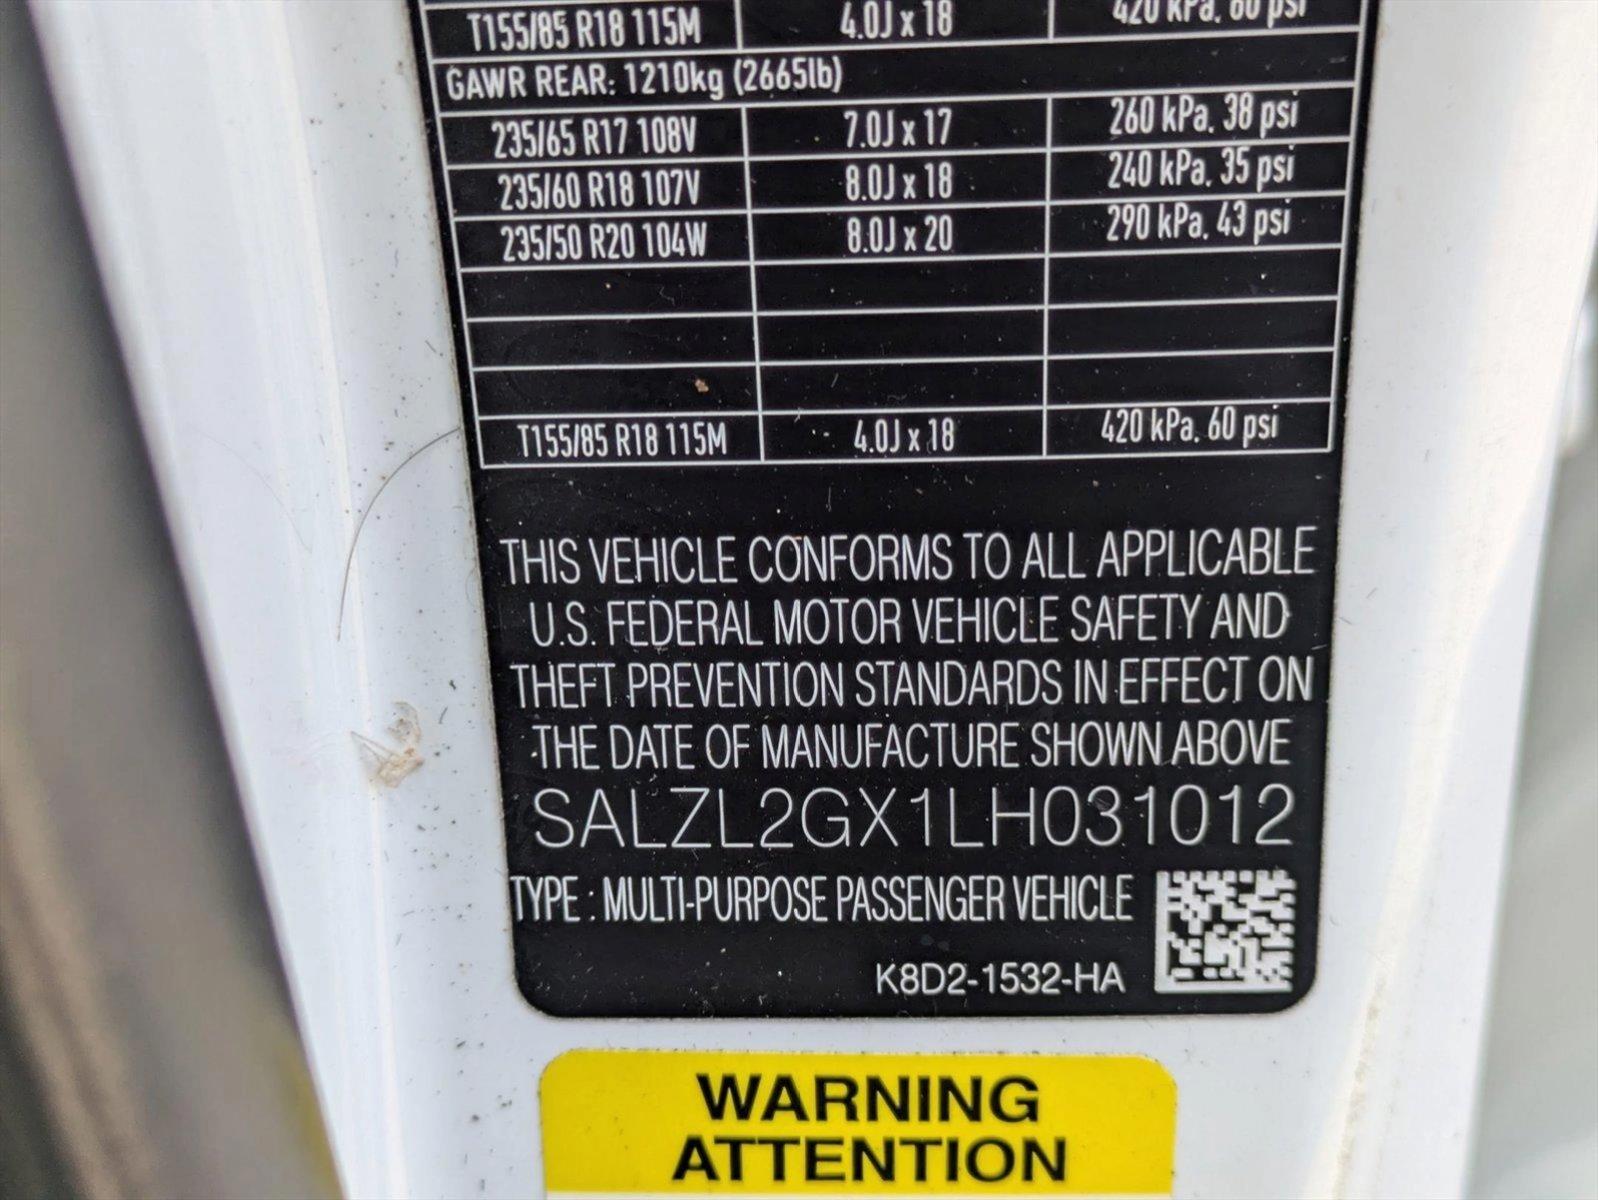 T155/85 R18 115M 4.0J x 18 420 kPa. 60 psi
GAWR REAR: 1210kg (2665lb)
235/65 R17 108V 7.0J x 17 260 kPa. 38 psi
235/60 R18 107V 8.0J x 18 240 kPa. 35 psi
235/50 R20 104W 8.0J x 20 290 kPa. 43 psi
T155/85 R18 115M 4.0J x 18 420 kPa. 60 psi
THIS VEHICLE CONFORMS TO ALL APPLICABLE
U.S. FEDERAL MOTOR VEHICLE SAFETY AND
THEFT PREVENTION STANDARDS IN EFFECT ON
THE DATE OF MANUFACTURE SHOWN ABOVE
SALZL2GX1LH031012
TYPE : MULTI-PURPOSE PASSENGER VEHICLE
K8D2-1532-HA
WARNING
ATTENTION